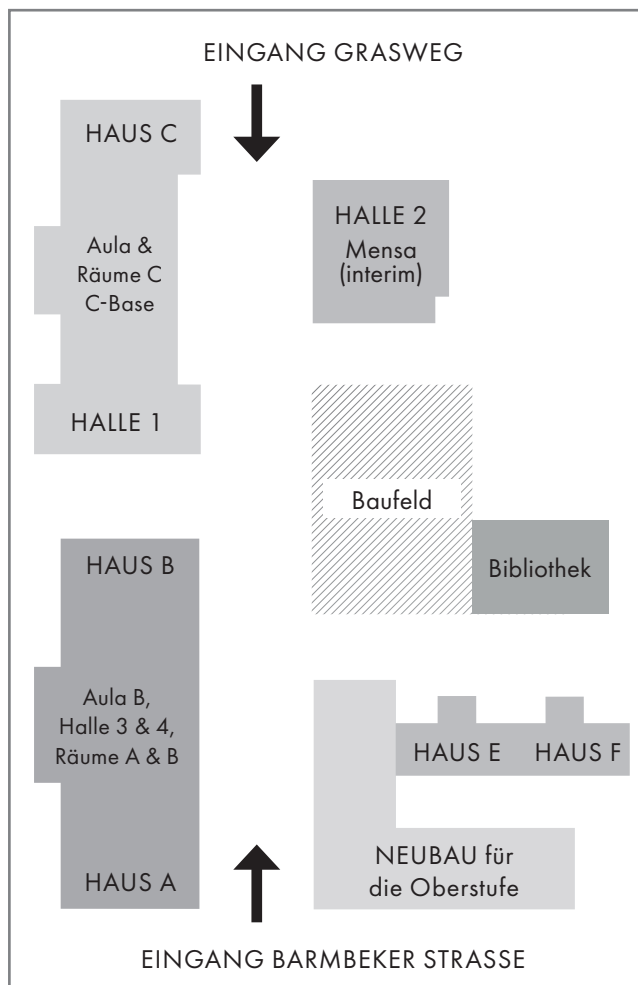 EINGANG GRASWEG
HAUS C
Aula &
Räume C
C-Base
HALLE 1
HALLE 2
Mensa
(interim)
Baufeld
Bibliothek
HAUS B
Aula B,
Halle 3 & 4,
Räume A & B
HAUS A
HAUS E
HAUS F
NEUBAU für
die Oberstufe
EINGANG BARMBEKER STRASSE